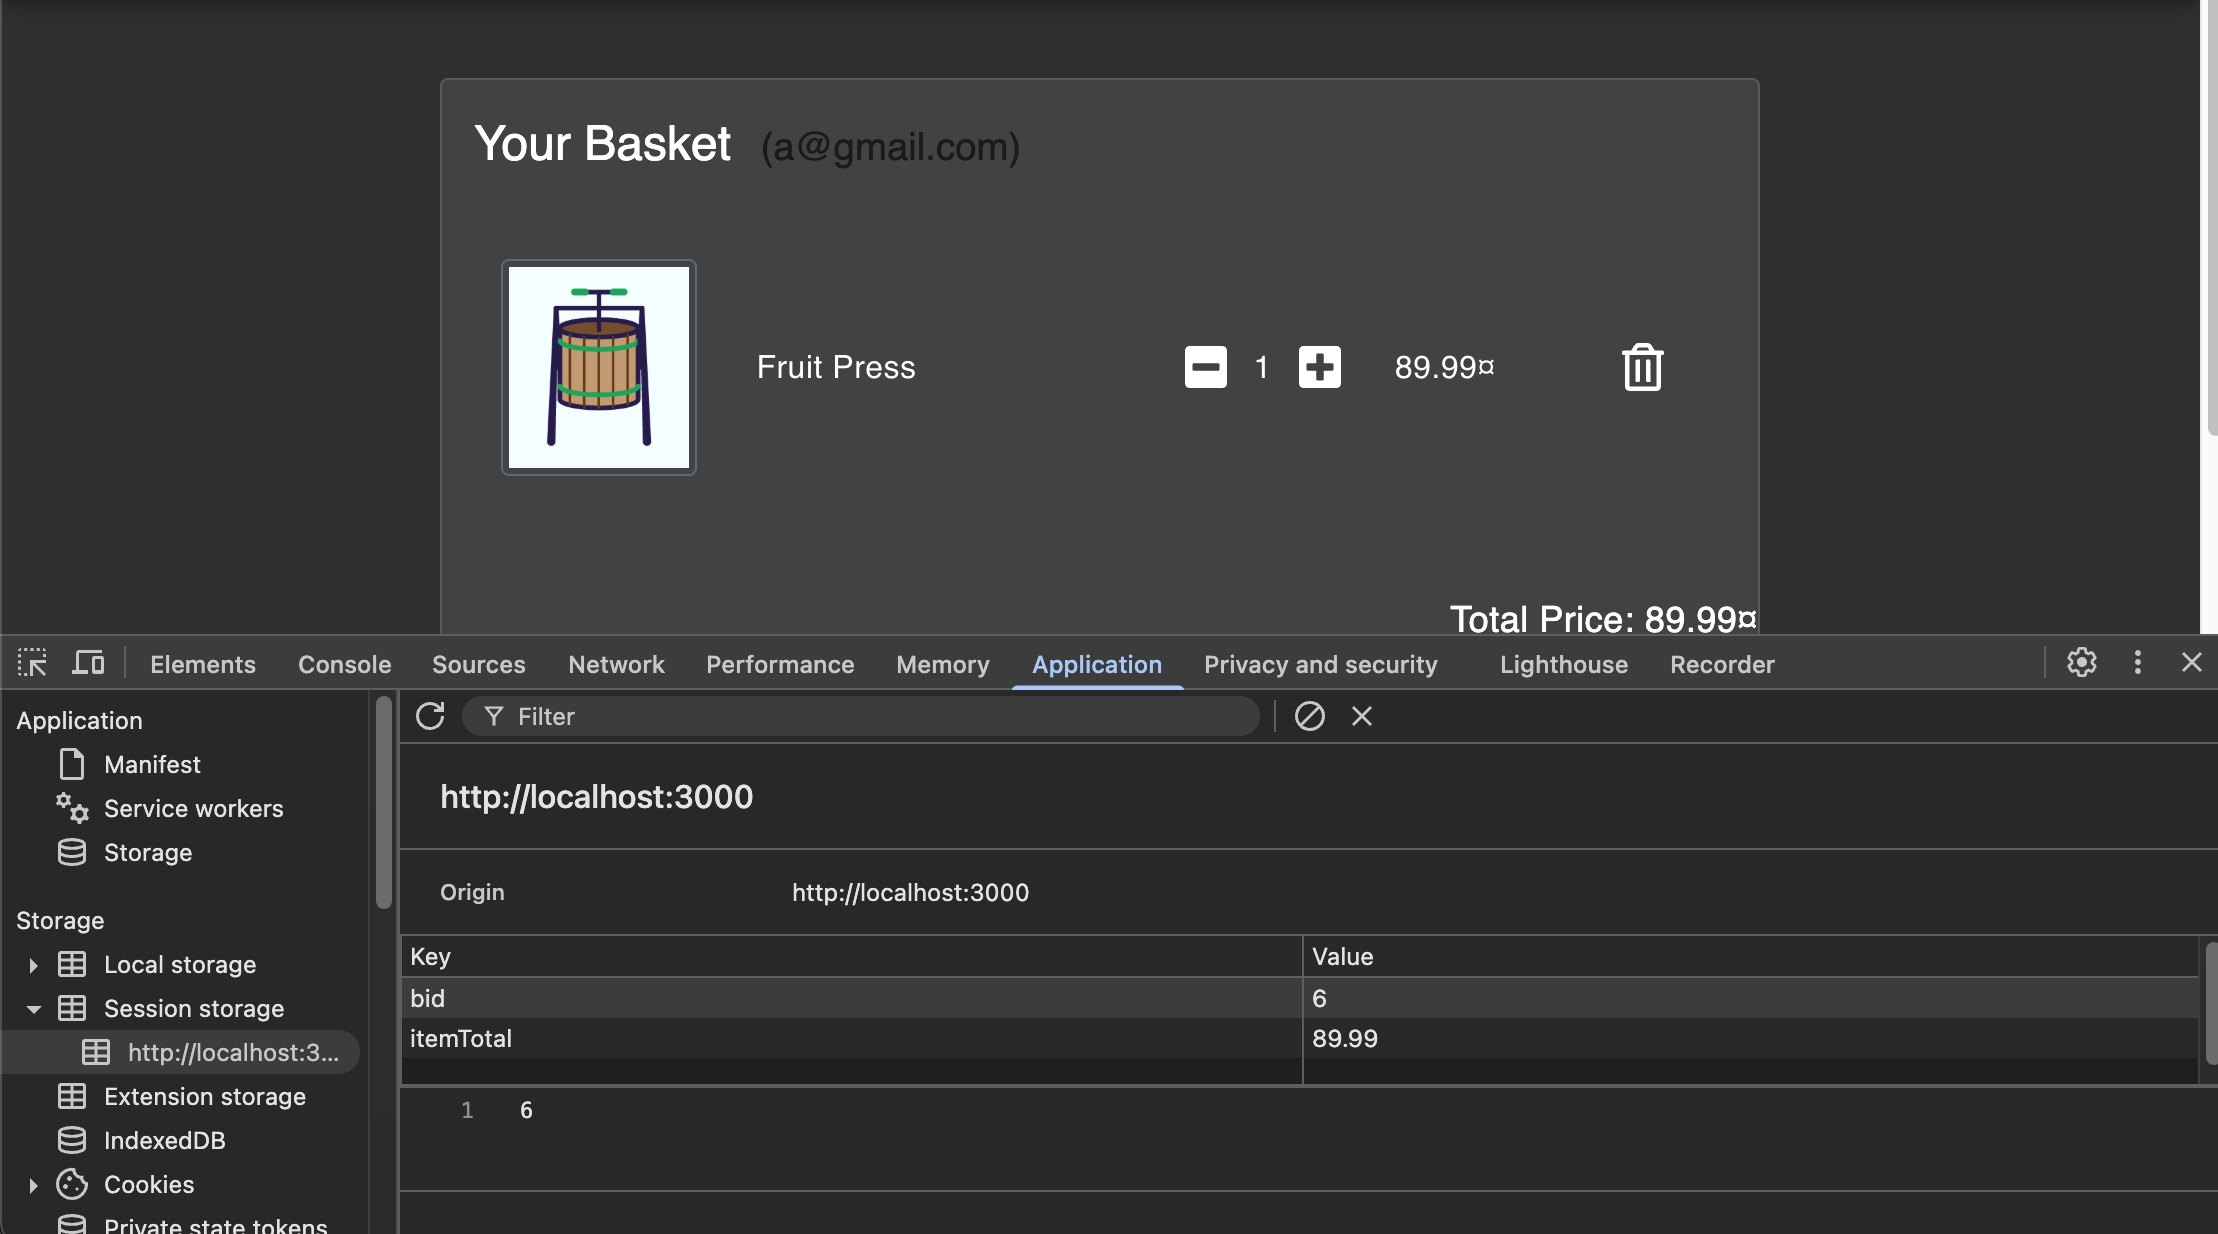 Your Basket (a@gmail.com)
Fruit Press 1 89.99¤
Total Price: 89.99¤
Elements Console Sources Network Performance Memory Application Privacy and security Lighthouse Recorder
Application
Manifest
Service workers
Storage
Storage
Local storage
Session storage
http://localhost:3...
Extension storage
IndexedDB
Cookies
Private state tokens
Filter
http://localhost:3000
Origin http://localhost:3000
Key Value
bid 6
itemTotal 89.99
1 6